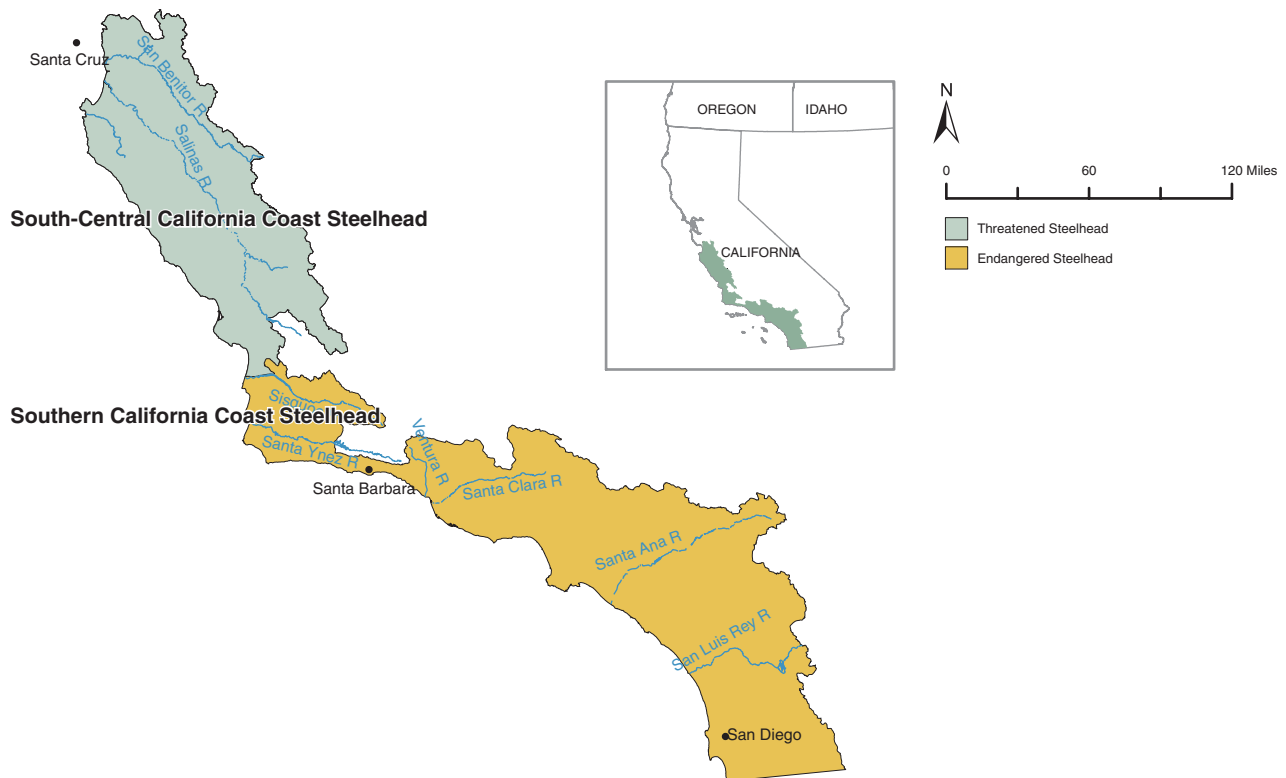 Santa Cruz
San Benitor R
Salinas R
South-Central California Coast Steelhead
Southern California Coast Steelhead
Santa Ynez R
Santa Barbara
Ventura R
Santa Clara R
Santa Ana R
San Luis Rey R
San Diego
OREGON
IDAHO
CALIFORNIA
N
0 60 120 Miles
Threatened Steelhead
Endangered Steelhead